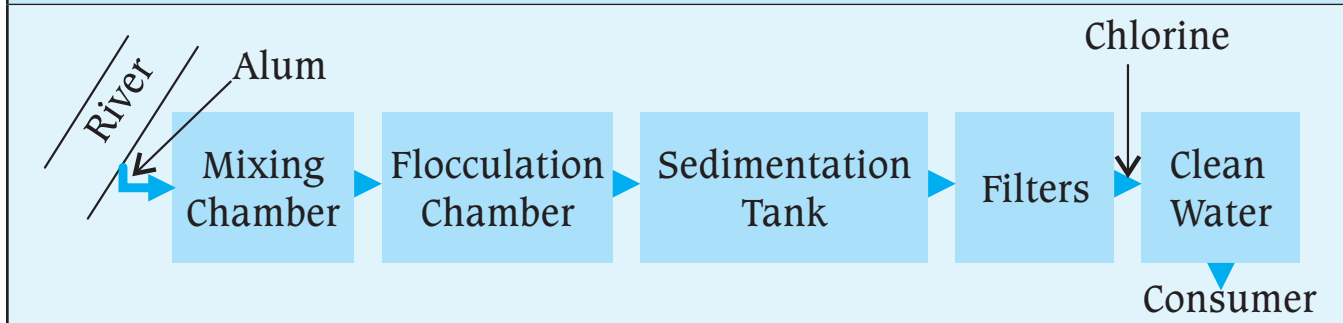 River
Alum
Mixing
Chamber
Flocculation
Chamber
Sedimentation
Tank
Filters
Chlorine
Clean
Water
Consumer